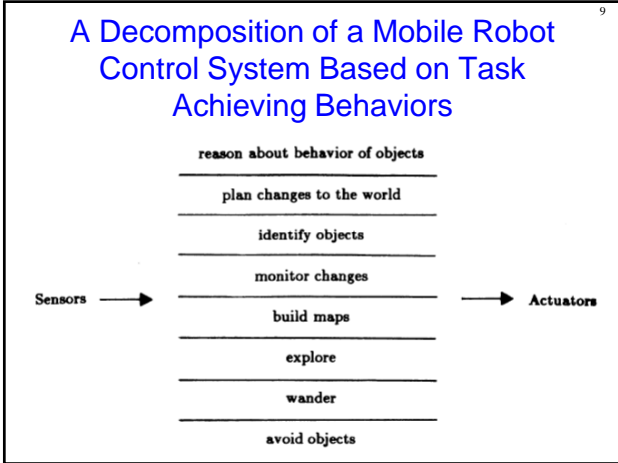 9
A Decomposition of a Mobile Robot
Control System Based on Task
Achieving Behaviors
reason about behavior of objects
plan changes to the world
identify objects
monitor changes
Sensors
Actuators
build maps
explore
wander
avoid objects